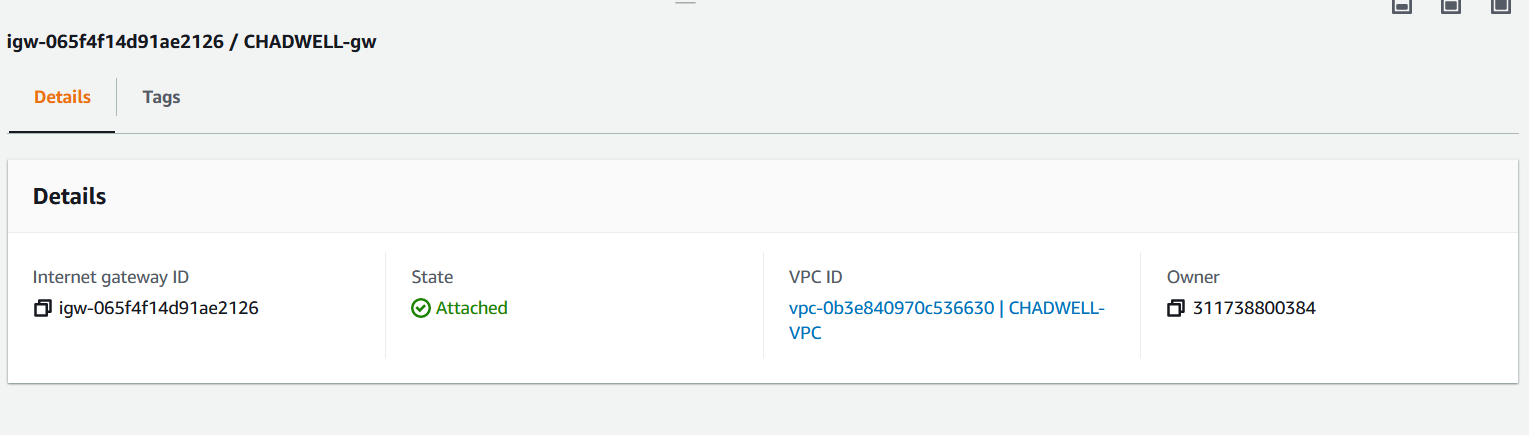 igw-065f4f14d91ae2126 / CHADWELL-gw
Details
Tags
Details
Internet gateway ID
igw-065f4f14d91ae2126
State
Attached
VPC ID
vpc-0b3e840970c536630 | CHADWELL-
VPC
Owner
311738800384